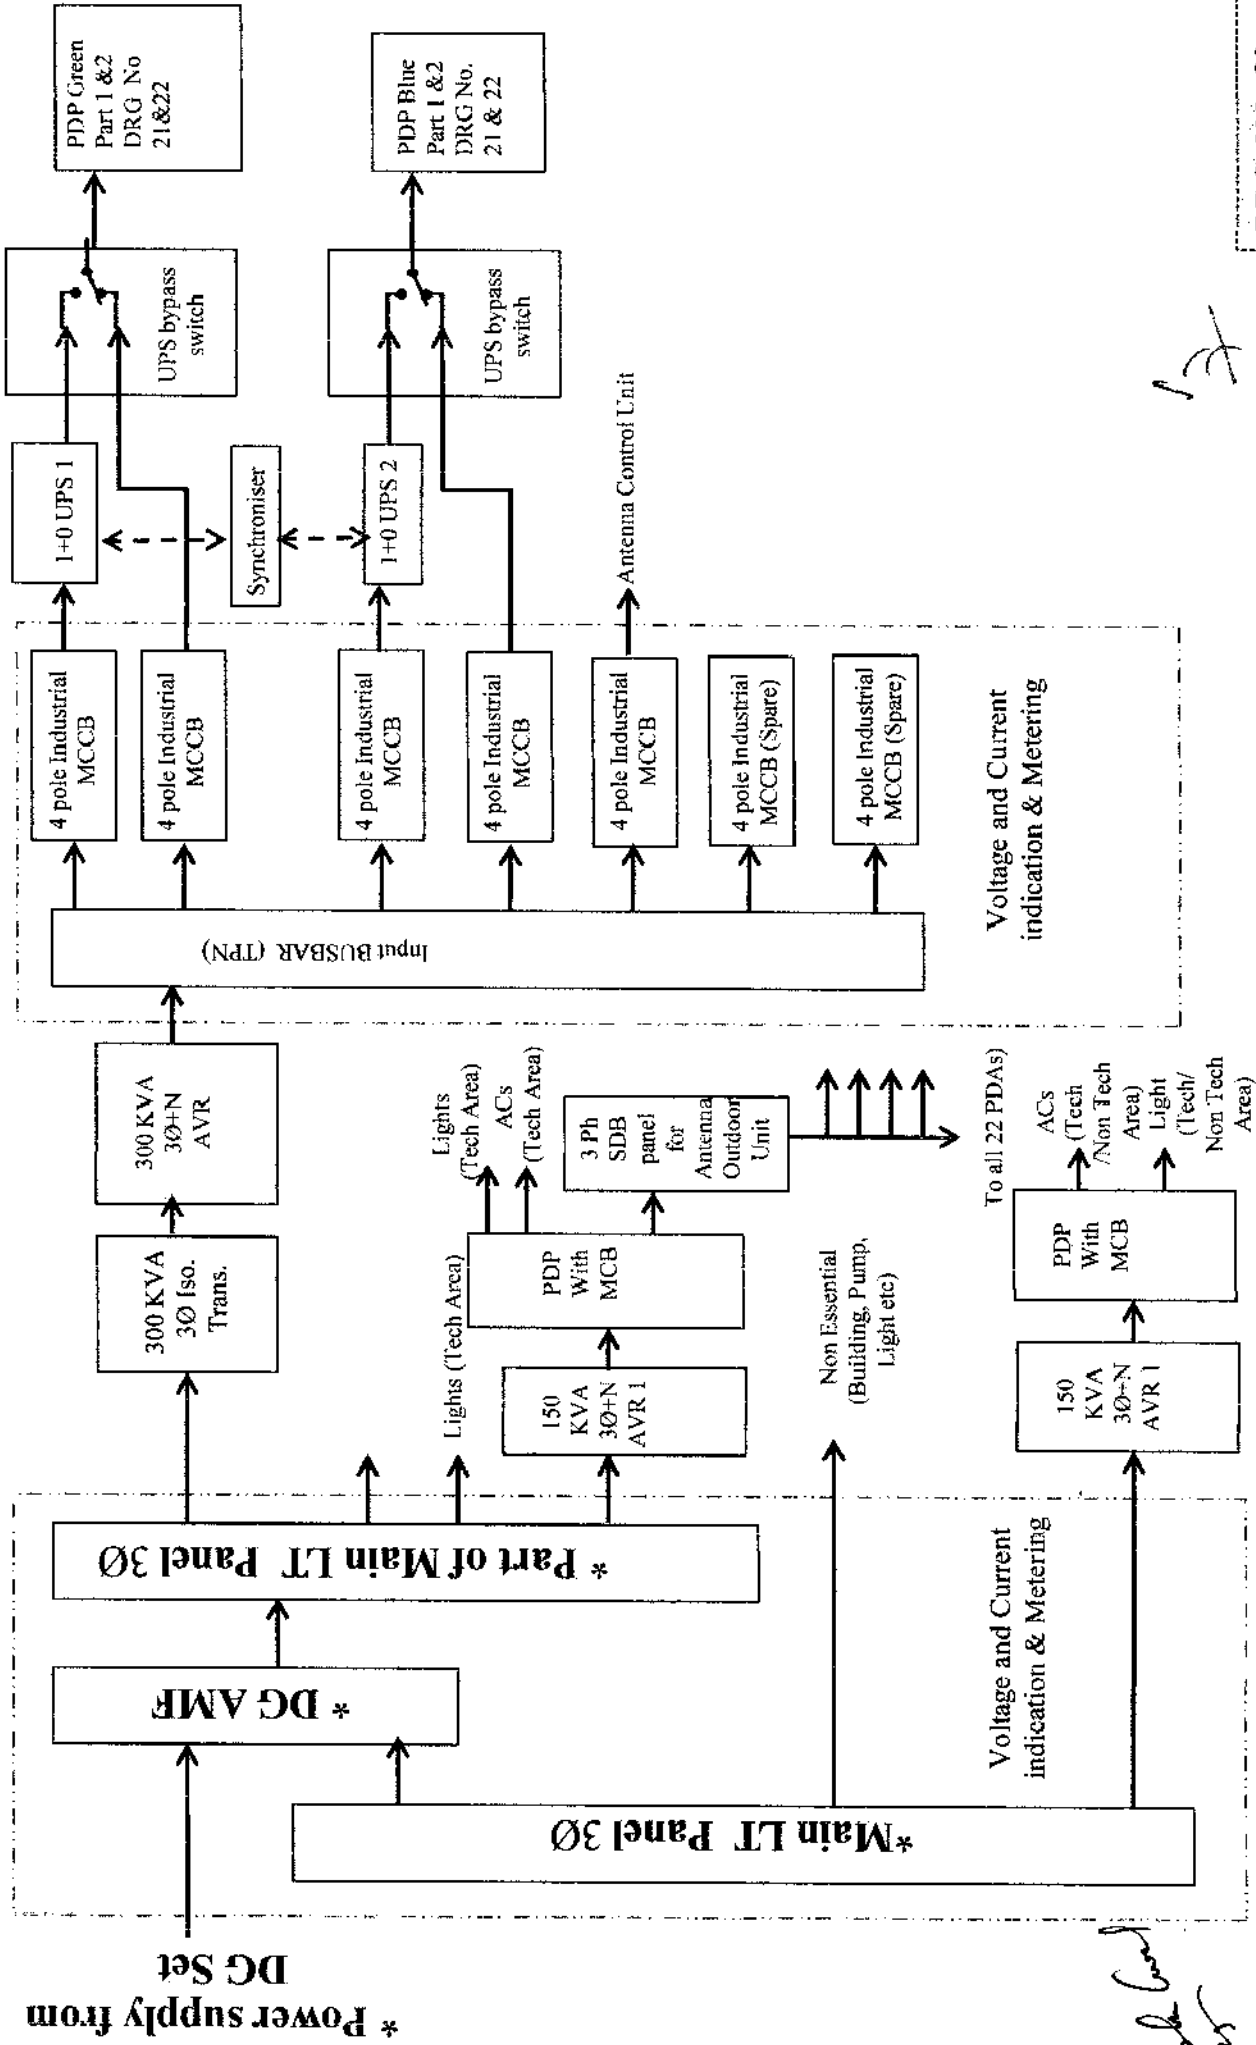 * Power supply from
DG Set
*Main LT Panel 3Ø
* DG AMF
* Part of Main LT Panel 3Ø
Voltage and Current
indication & Metering
300 KVA
3Ø Iso.
Trans.
300 KVA
3Ø+N
AVR
Lights (Tech Area)
150
KVA
3Ø+N
AVR 1
PDP
With
MCB
Lights
(Tech Area)
ACs
(Tech Area)
3 Ph
SDB
panel
for
Antenna
Outdoor
Unit
To all 22 PDAs)
Non Essential
(Building, Pump,
Light etc)
150
KVA
3Ø+N
AVR 1
PDP
With
MCB
ACs
(Tech
/Non Tech
Area)
Light
(Tech/
Non Tech
Area)
Input BUSBAR (TPN)
4 pole Industrial
MCCB
4 pole Industrial
MCCB
4 pole Industrial
MCCB
4 pole Industrial
MCCB
4 pole Industrial
MCCB
4 pole Industrial
MCCB (Spare)
4 pole Industrial
MCCB (Spare)
Voltage and Current
indication & Metering
1+0 UPS 1
Synchroniser
1+0 UPS 2
Antenna Control Unit
UPS bypass
switch
UPS bypass
switch
PDP Green
Part 1 &2
DRG No
21&22
PDP Blue
Part 1 &2
DRG No.
21 & 22